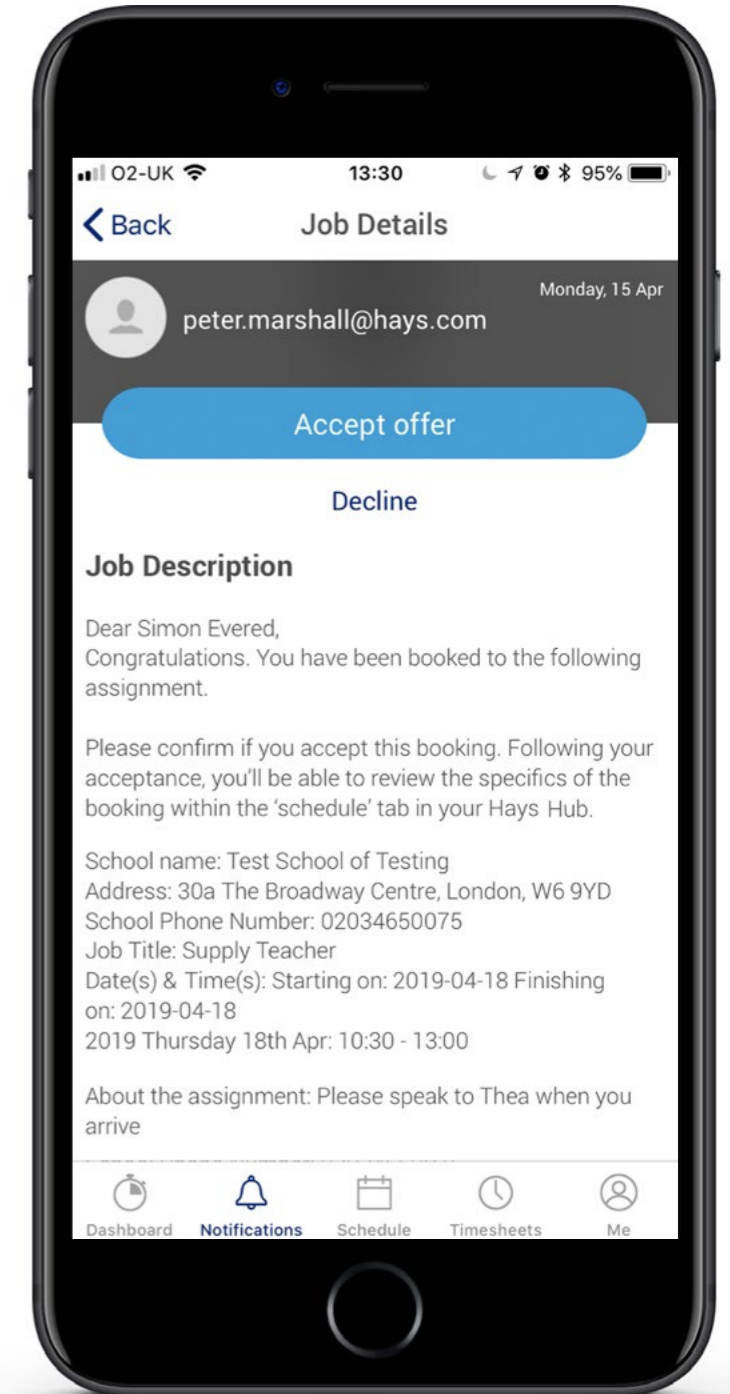 O2-UK 13:30 95%
Back Job Details
Monday, 15 Apr
peter.marshall@hays.com
Accept offer
Decline
Job Description
Dear Simon Evered,
Congratulations. You have been booked to the following
assignment.
Please confirm if you accept this booking. Following your
acceptance, you'll be able to review the specifics of the
booking within the ‘schedule’ tab in your Hays Hub.
School name: Test School of Testing
Address: 30a The Broadway Centre, London, W6 9YD
School Phone Number: 02034650075
Job Title: Supply Teacher
Date(s) & Time(s): Starting on: 2019-04-18 Finishing
on: 2019-04-18
2019 Thursday 18th Apr: 10:30 - 13:00
About the assignment: Please speak to Thea when you
arrive
Dashboard Notifications Schedule Timesheets Me